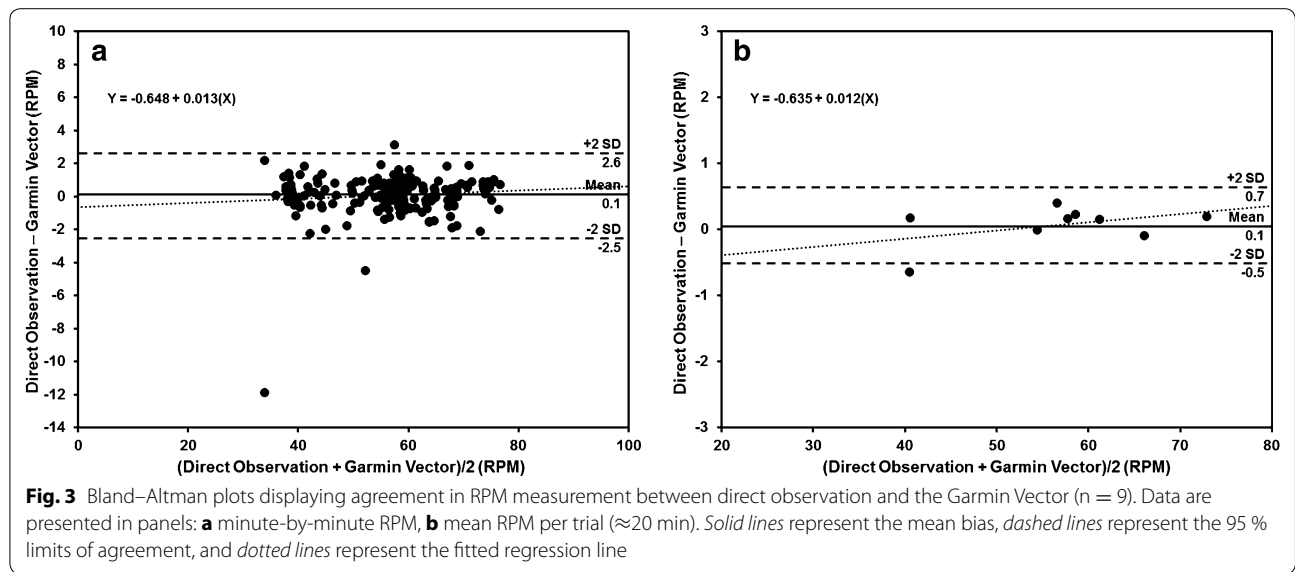 a
Y = -0.648 + 0.013(X)
+2 SD
2.6
Mean
0.1
-2 SD
-2.5
10
8
6
4
2
0
-2
-4
-6
-8
-10
-12
-14
0 20 40 60 80 100
Direct Observation – Garmin Vector (RPM)
(Direct Observation + Garmin Vector)/2 (RPM)
b
Y = -0.635 + 0.012(X)
+2 SD
0.7
Mean
0.1
-2 SD
-0.5
3
2
1
0
-1
-2
-3
20 30 40 50 60 70 80
Direct Observation – Garmin Vector (RPM)
(Direct Observation + Garmin Vector)/2 (RPM)
Fig. 3 Bland–Altman plots displaying agreement in RPM measurement between direct observation and the Garmin Vector (n = 9). Data are
presented in panels: a minute-by-minute RPM, b mean RPM per trial (≈20 min). Solid lines represent the mean bias, dashed lines represent the 95 %
limits of agreement, and dotted lines represent the fitted regression line